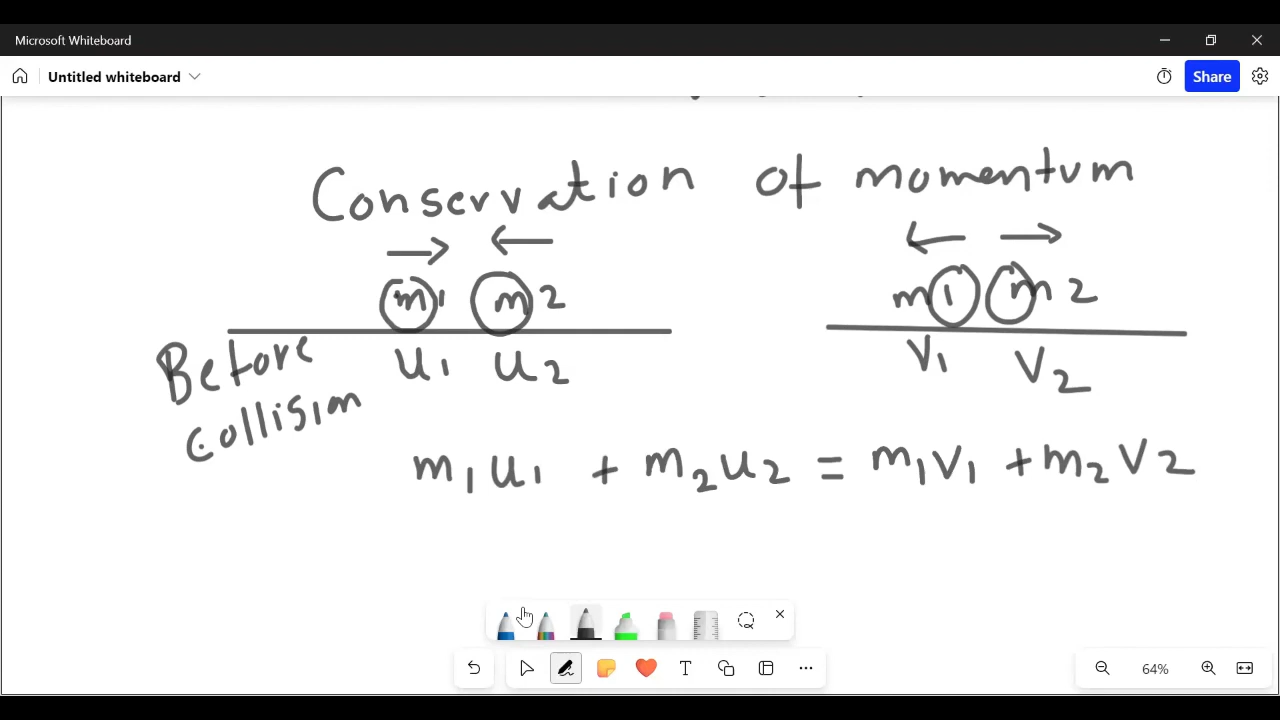 Microsoft Whiteboard
Untitled whiteboard
Share
Conservation of momentum
m1 m2 m1 m2
u1 u2 v1 v2
Before
collision
m1u1 + m2u2 = m1v1 + m2v2
T
64%